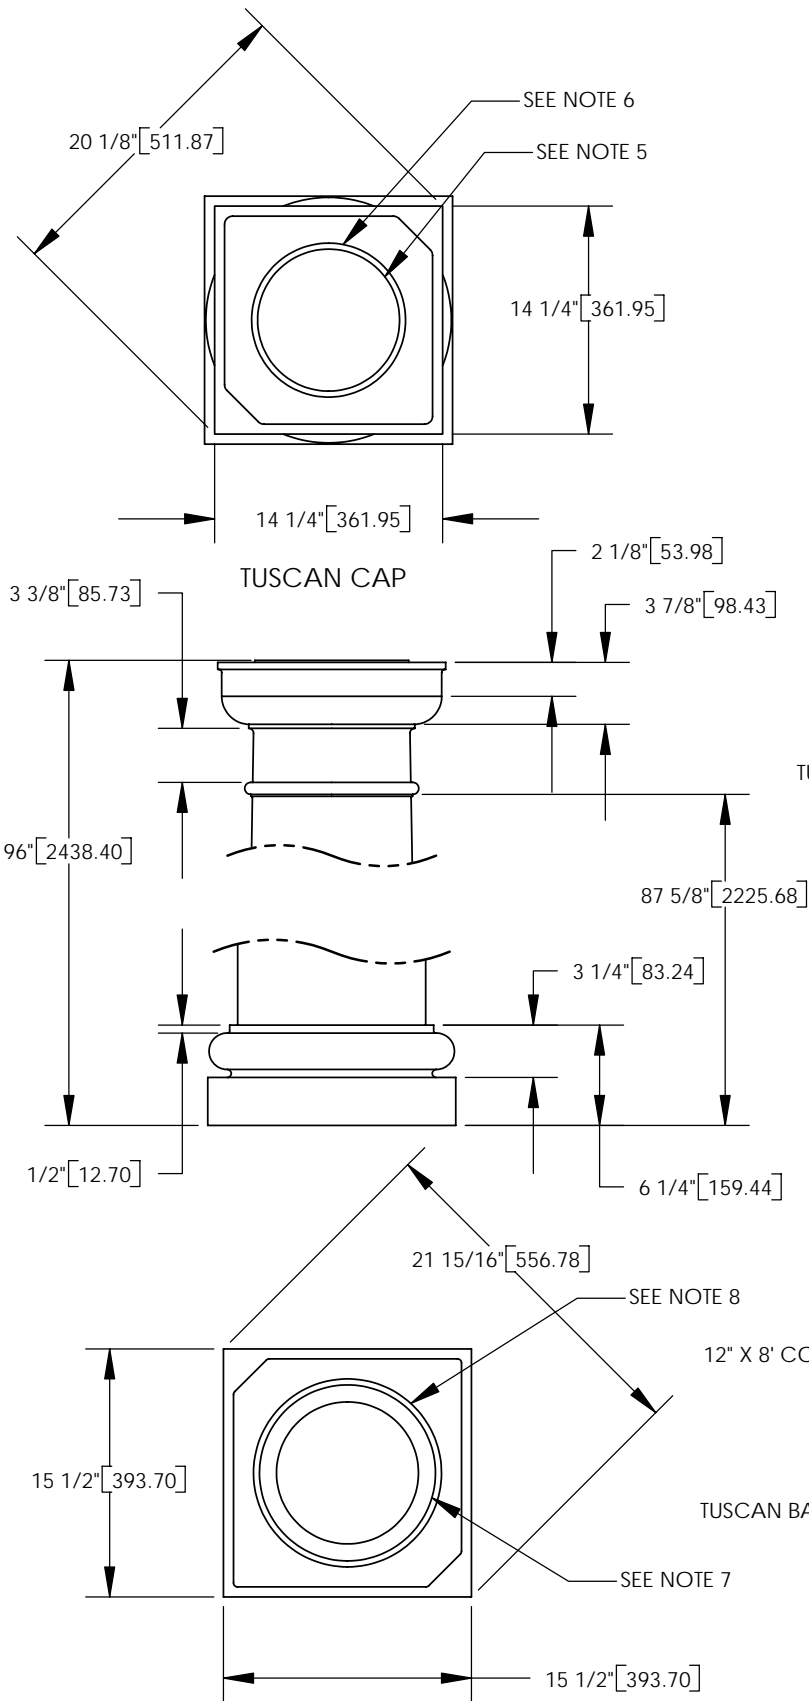 SEE NOTE 6
20 1/8"[511.87]
SEE NOTE 5
14 1/4"[361.95]
14 1/4"[361.95]
2 1/8"[53.98]
TUSCAN CAP
3 3/8"[85.73]
3 7/8"[98.43]
TU
96"[2438.40]
87 5/8"[2225.68]
3 1/4"[83.24]
1/2"[12.70]
6 1/4"[159.44]
21 15/16"[556.78]
SEE NOTE 8
12" X 8' CO
15 1/2"[393.70]
TUSCAN BA
SEE NOTE 7
15 1/2"[393.70]